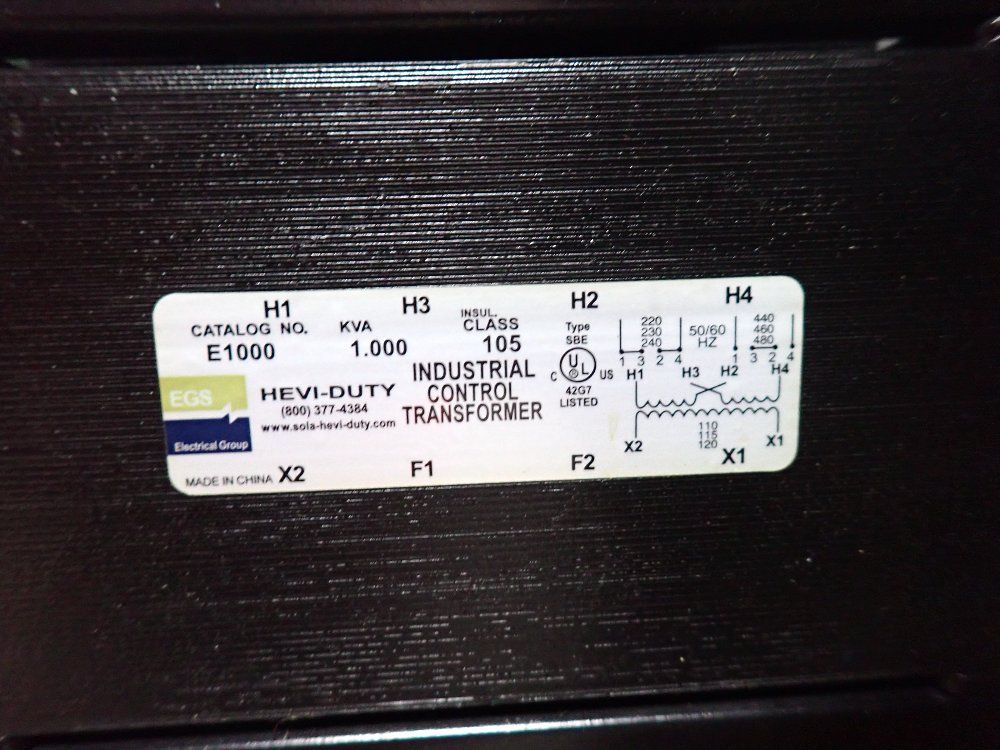 H1 H3 H2 H4
CATALOG NO. KVA INSUL. CLASS Type SBE
E1000 1.000 105
INDUSTRIAL
CONTROL
TRANSFORMER
EGS
Electrical Group
HEVI-DUTY
(800) 377-4384
www.sola-hevi-duty.com
C UL US
42G7
LISTED
220
230
240
50/60
HZ
440
460
480
1 3 2 4 1 3 2 4
H1 H3 H2 H4
110
115
120
X2 X1
MADE IN CHINA X2 F1 F2 X1